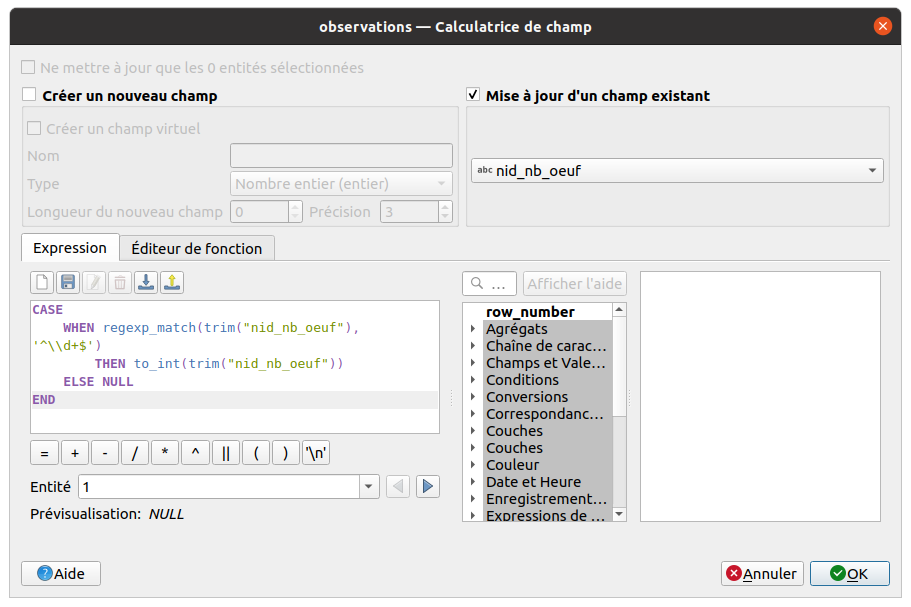 observations — Calculatrice de champ
Ne mettre à jour que les 0 entités sélectionnées
Créer un nouveau champ
Mise à jour d'un champ existant
Créer un champ virtuel
Nom
abc nid_nb_oeuf
Type Nombre entier (entier)
Longueur du nouveau champ 0 Précision 3
Expression Éditeur de fonction
... Afficher l'aide
CASE
WHEN regexp_match(trim("nid_nb_oeuf"),
'^\\d+$')
THEN to_int(trim("nid_nb_oeuf"))
ELSE NULL
END
row_number
Agrégats
Chaîne de carac…
Champs et Vale…
Conditions
Conversions
Correspondanc…
Couches
Couches
Couleur
Date et Heure
Enregistrement…
Expressions de …
= + - / * ^ || ( ) '\n'
Entité 1
Prévisualisation: NULL
Aide
Annuler
OK